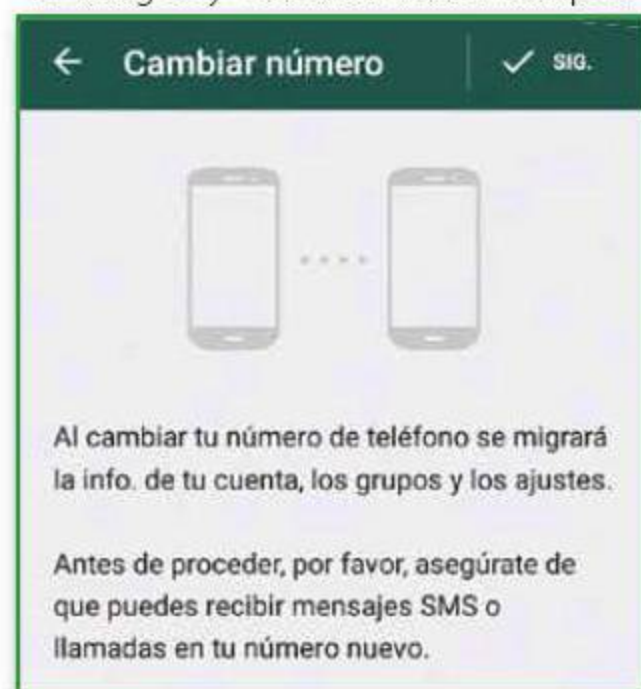 ← Cambiar número ✓ SIG.
Al cambiar tu número de teléfono se migrará
la info. de tu cuenta, los grupos y los ajustes.
Antes de proceder, por favor, asegúrate de
que puedes recibir mensajes SMS o
llamadas en tu número nuevo.